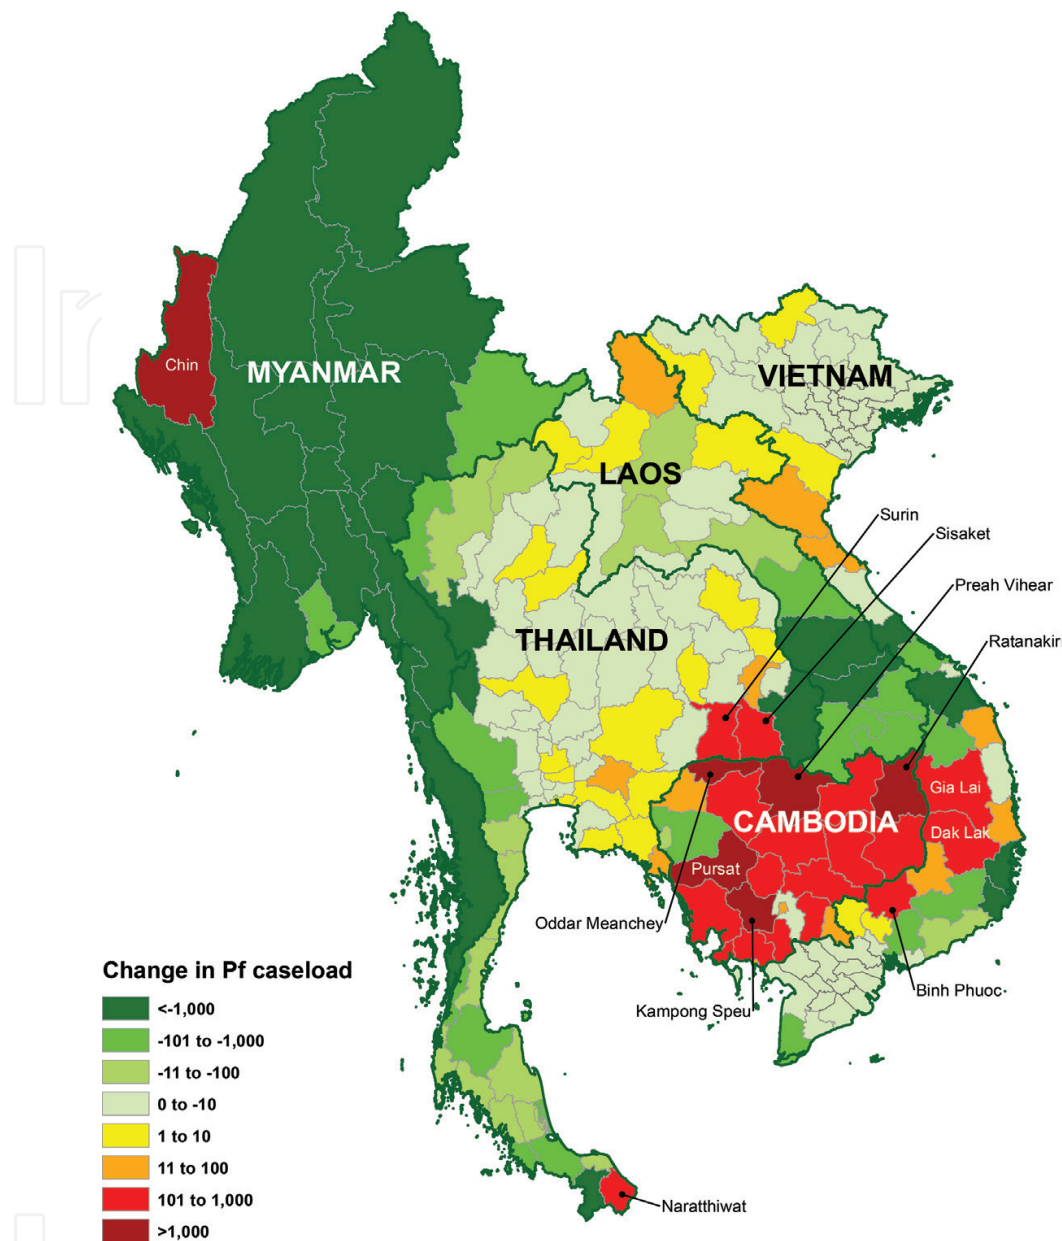 Chin
MYANMAR
VIETNAM
LAOS
Surin
Sisaket
Preah Vihear
Ratanakir
THAILAND
Gia Lai
CAMBODIA
Dak Lak
Pursat
Oddar Meanchey
Binh Phuoc
Kampong Speu
Naratthiwat
Change in Pf caseload
<-1,000
-101 to -1,000
-11 to -100
0 to -10
1 to 10
11 to 100
101 to 1,000
>1,000